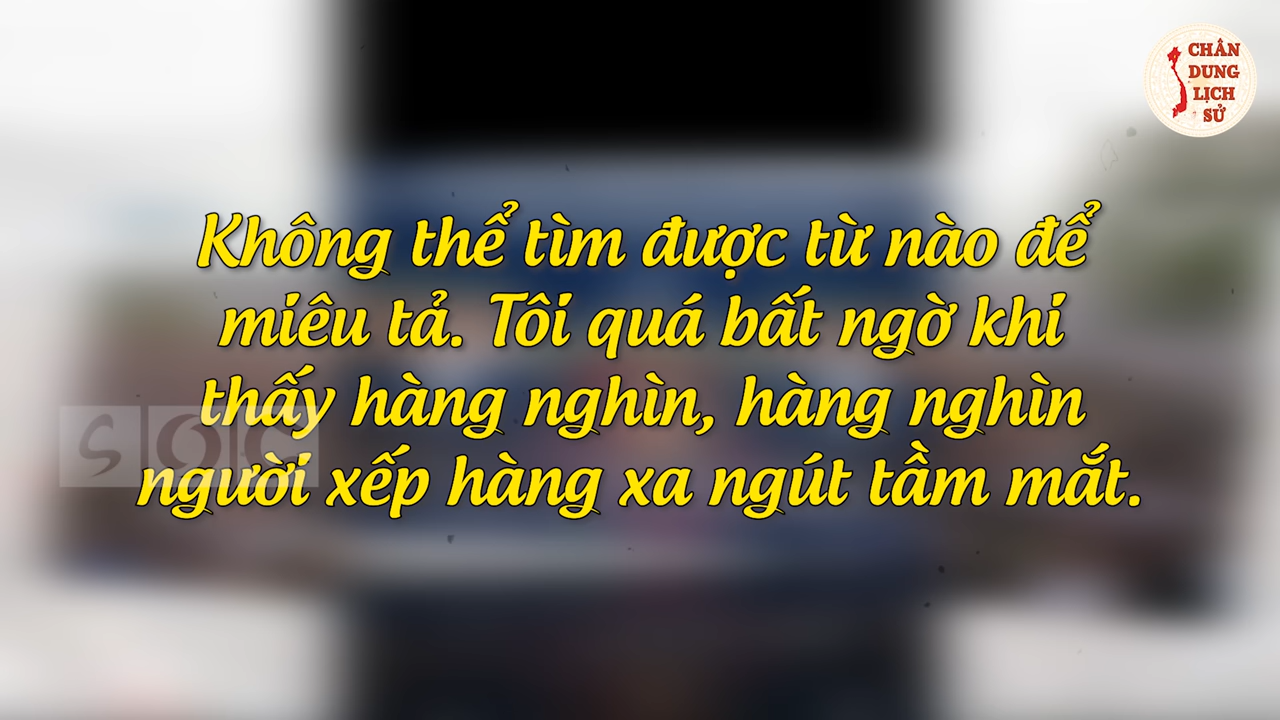 CHÂN
DUNG
LỊCH
SỬ
Không thể tìm được từ nào để
miêu tả. Tôi quá bất ngờ khi
thấy hàng nghìn, hàng nghìn
SOC
người xếp hàng xa ngút tầm mắt.